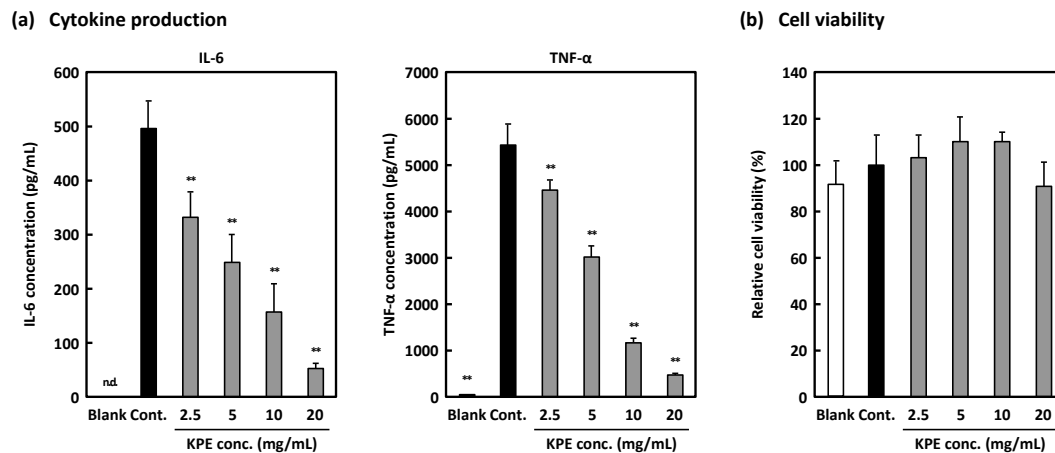 (a) Cytokine production
IL-6
IL-6 concentration (pg/mL)
600
500
400
300
200
100
0
n.d.
**
**
**
**
Blank Cont. 2.5 5 10 20
KPE conc. (mg/mL)
TNF-α
TNF-α concentration (pg/mL)
7000
6000
5000
4000
3000
2000
1000
0
**
**
**
**
**
Blank Cont. 2.5 5 10 20
KPE conc. (mg/mL)
(b) Cell viability
Relative cell viability (%)
140
120
100
80
60
40
20
0
Blank Cont. 2.5 5 10 20
KPE conc. (mg/mL)